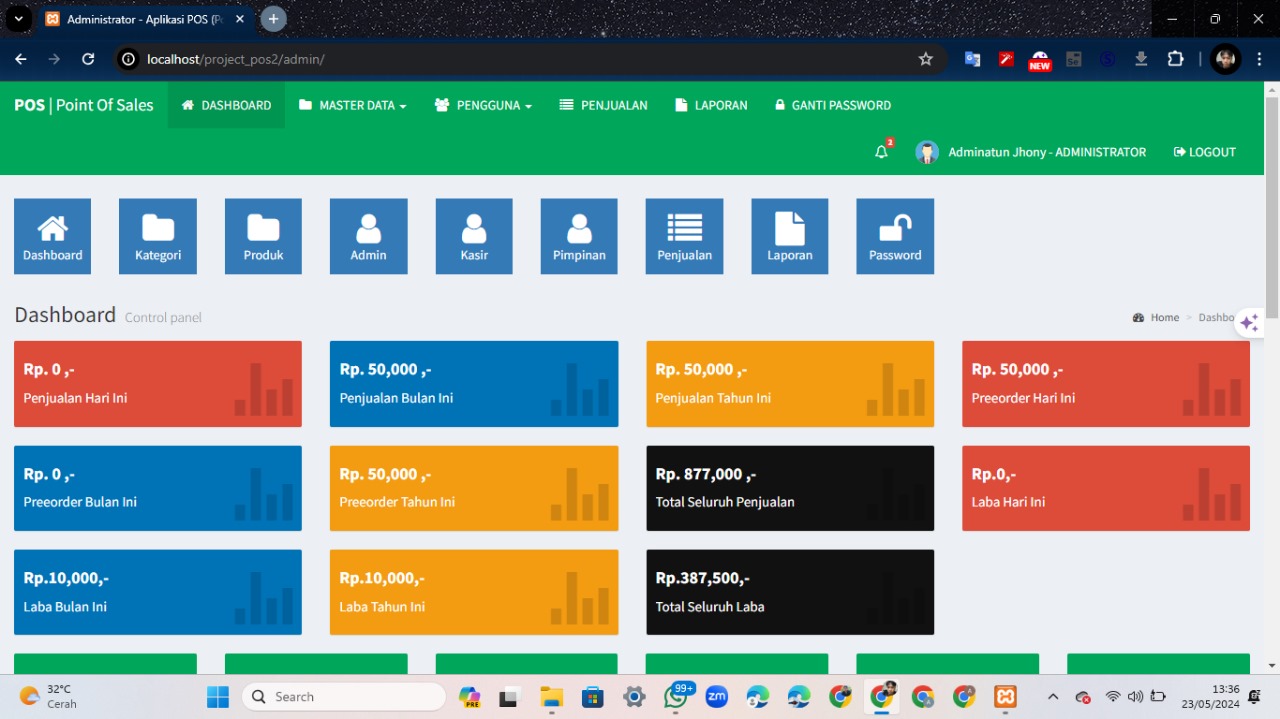 Administrator - Aplikasi POS (P
localhost/project_pos2/admin/
NEW
POS | Point Of Sales
DASHBOARD
MASTER DATA
PENGGUNA
PENJUALAN
LAPORAN
GANTI PASSWORD
2
Adminatun Jhony - ADMINISTRATOR
LOGOUT
Dashboard
Kategori
Produk
Admin
Kasir
Pimpinan
Penjualan
Laporan
Password
Dashboard Control panel
Home > Dashbo
Rp. 0 ,-
Penjualan Hari Ini
Rp. 50,000 ,-
Penjualan Bulan Ini
Rp. 50,000 ,-
Penjualan Tahun Ini
Rp. 50,000 ,-
Preeorder Hari Ini
Rp. 0 ,-
Preeorder Bulan Ini
Rp. 50,000 ,-
Preeorder Tahun Ini
Rp. 877,000 ,-
Total Seluruh Penjualan
Rp.0,-
Laba Hari Ini
Rp.10,000,-
Laba Bulan Ini
Rp.10,000,-
Laba Tahun Ini
Rp.387,500,-
Total Seluruh Laba
32°C
Cerah
Search
PRE
99+
zm
13:36
23/05/2024